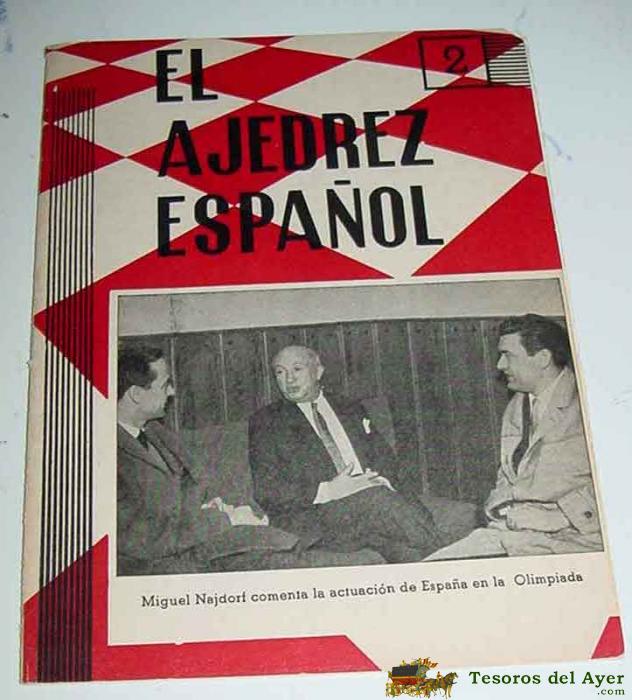 EL
2
AJEDREZ
ESPAÑOL
Miguel Najdorf comenta la actuación de España en la Olimpiada
Tesoros del Ayer
.com